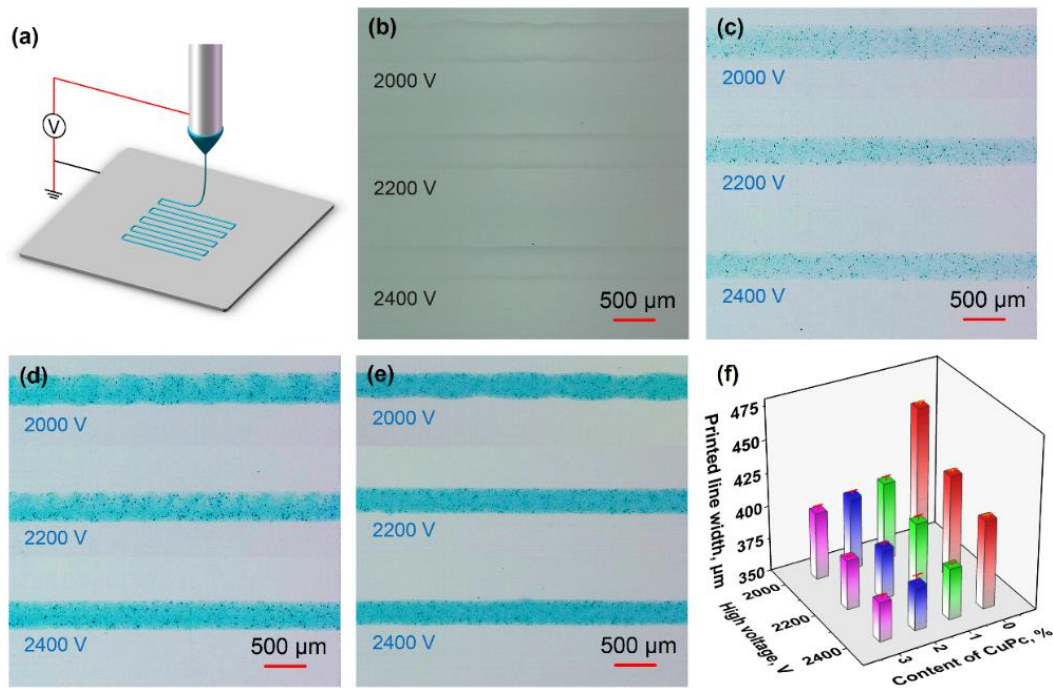 (a)
V
(b)
2000 V
2200 V
2400 V
500 µm
(c)
2000 V
2200 V
2400 V
500 µm
(d)
2000 V
2200 V
2400 V
500 µm
(e)
2000 V
2200 V
2400 V
500 µm
(f)
Printed line width, µm
475
450
425
400
375
350
2000
2200
2400
High voltage, V
3
2
1
0
Content of CuPc, %